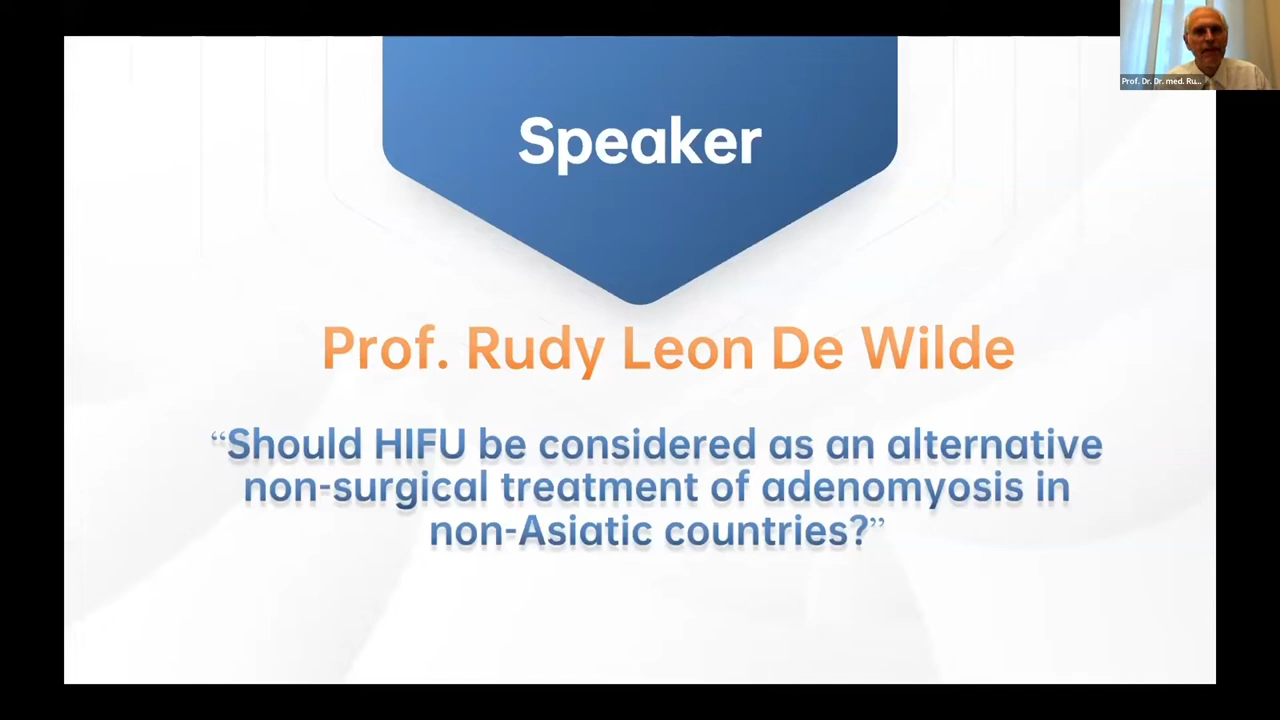 Speaker
Prof. Dr. Dr. med. Ru...
Prof. Rudy Leon De Wilde
“Should HIFU be considered as an alternative
non-surgical treatment of adenomyosis in
non-Asiatic countries?”